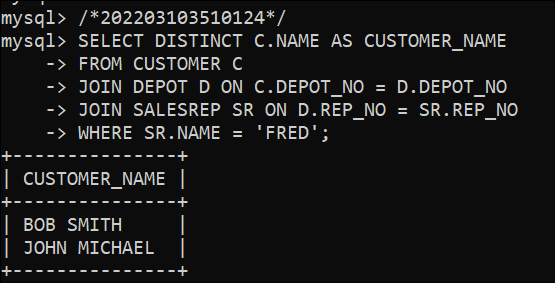 mysql> /*202203103510124*/
mysql> SELECT DISTINCT C.NAME AS CUSTOMER_NAME
    -> FROM CUSTOMER C
    -> JOIN DEPOT D ON C.DEPOT_NO = D.DEPOT_NO
    -> JOIN SALESREP SR ON D.REP_NO = SR.REP_NO
    -> WHERE SR.NAME = 'FRED';
+---------------+
| CUSTOMER_NAME |
+---------------+
| BOB SMITH     |
| JOHN MICHAEL  |
+---------------+